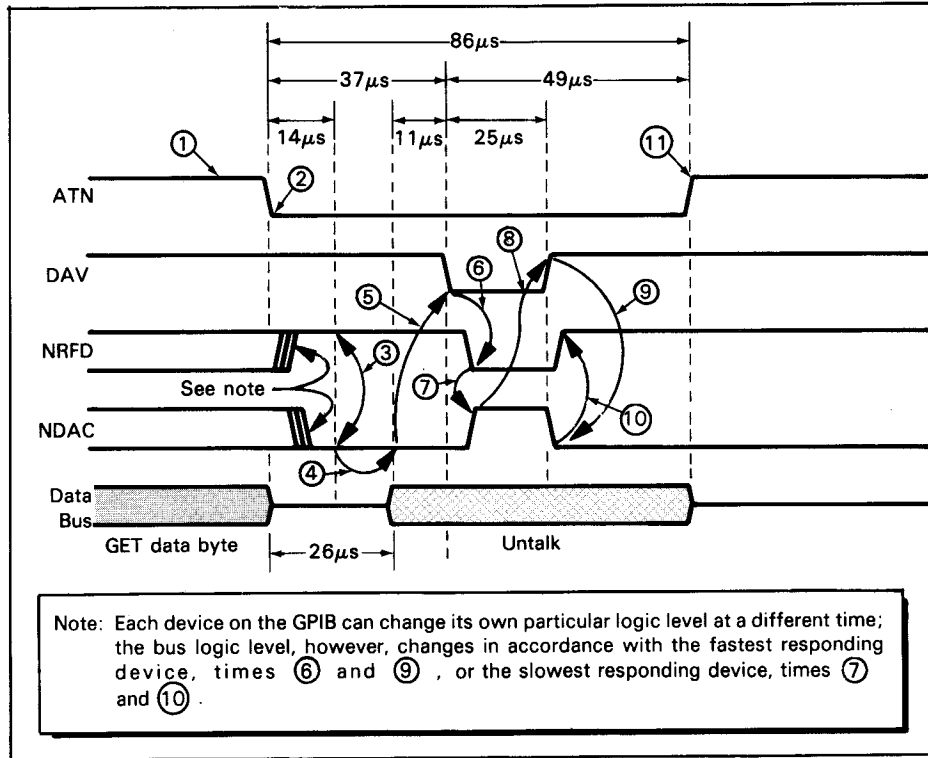 86μs
37μs 49μs
14μs 11μs 25μs
① ⑪
ATN ②
⑧
DAV ⑥ ⑨
⑤
NRFD ③
See note ⑦
NDAC ⑩
④
Data
Bus
GET data byte Untalk
26μs
Note: Each device on the GPIB can change its own particular logic level at a different time;
the bus logic level, however, changes in accordance with the fastest responding
device, times ⑥ and ⑨ , or the slowest responding device, times ⑦
and ⑩ .